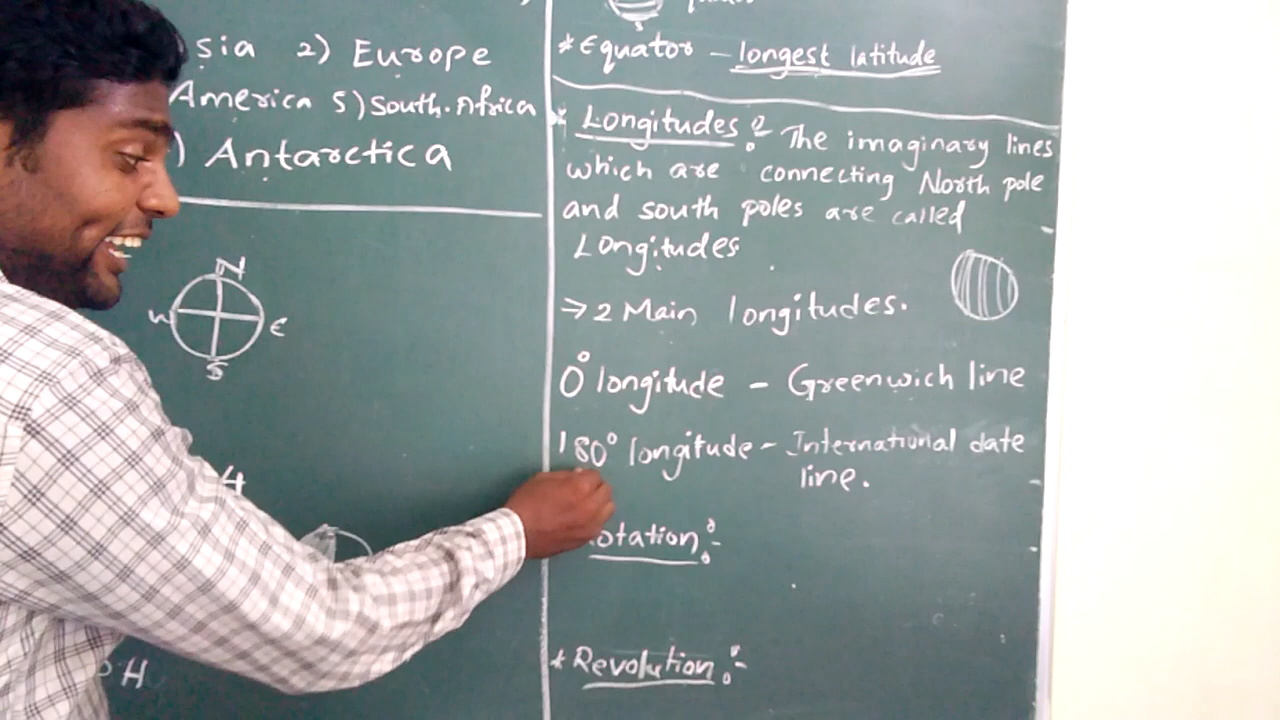 sia 2) Europe
America 5) South. Africa
) Antarctica
N
W E
S
H
H
* Equator - longest latitude
* Longitudes :- The imaginary lines
which are connecting North pole
and south poles are called
Longitudes
→ 2 Main longitudes.
0° longitude - Greenwich line
180° longitude - International date
line.
otation :-
* Revolution :-